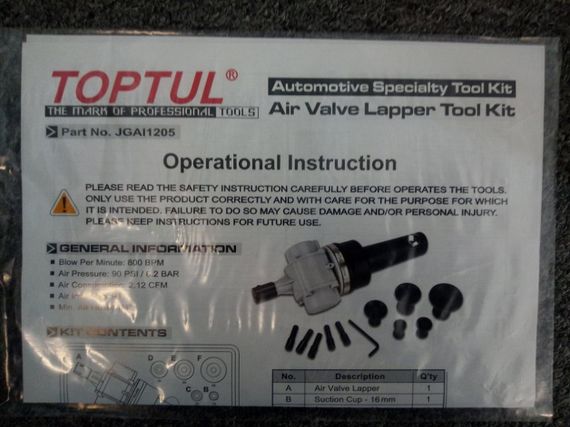 TOPTUL®
THE MARK OF PROFESSIONAL TOOLS
Automotive Specialty Tool Kit
Air Valve Lapper Tool Kit
Part No. JGAI1205
Operational Instruction
PLEASE READ THE SAFETY INSTRUCTION CAREFULLY BEFORE OPERATES THE TOOLS.
ONLY USE THE PRODUCT CORRECTLY AND WITH CARE FOR THE PURPOSE FOR WHICH
IT IS INTENDED. FAILURE TO DO SO MAY CAUSE DAMAGE AND/OR PERSONAL INJURY.
PLEASE KEEP INSTRUCTIONS FOR FUTURE USE.
GENERAL INFORMATION
Blow Per Minute: 800 BPM
Air Pressure: 90 PSI / 6.2 BAR
Air Consumption: 2.12 CFM
Air
Min. Air
KIT CONTENTS
A D E F
C B
No. Description Q'ty
A Air Valve Lapper 1
B Suction Cup - 16mm 1